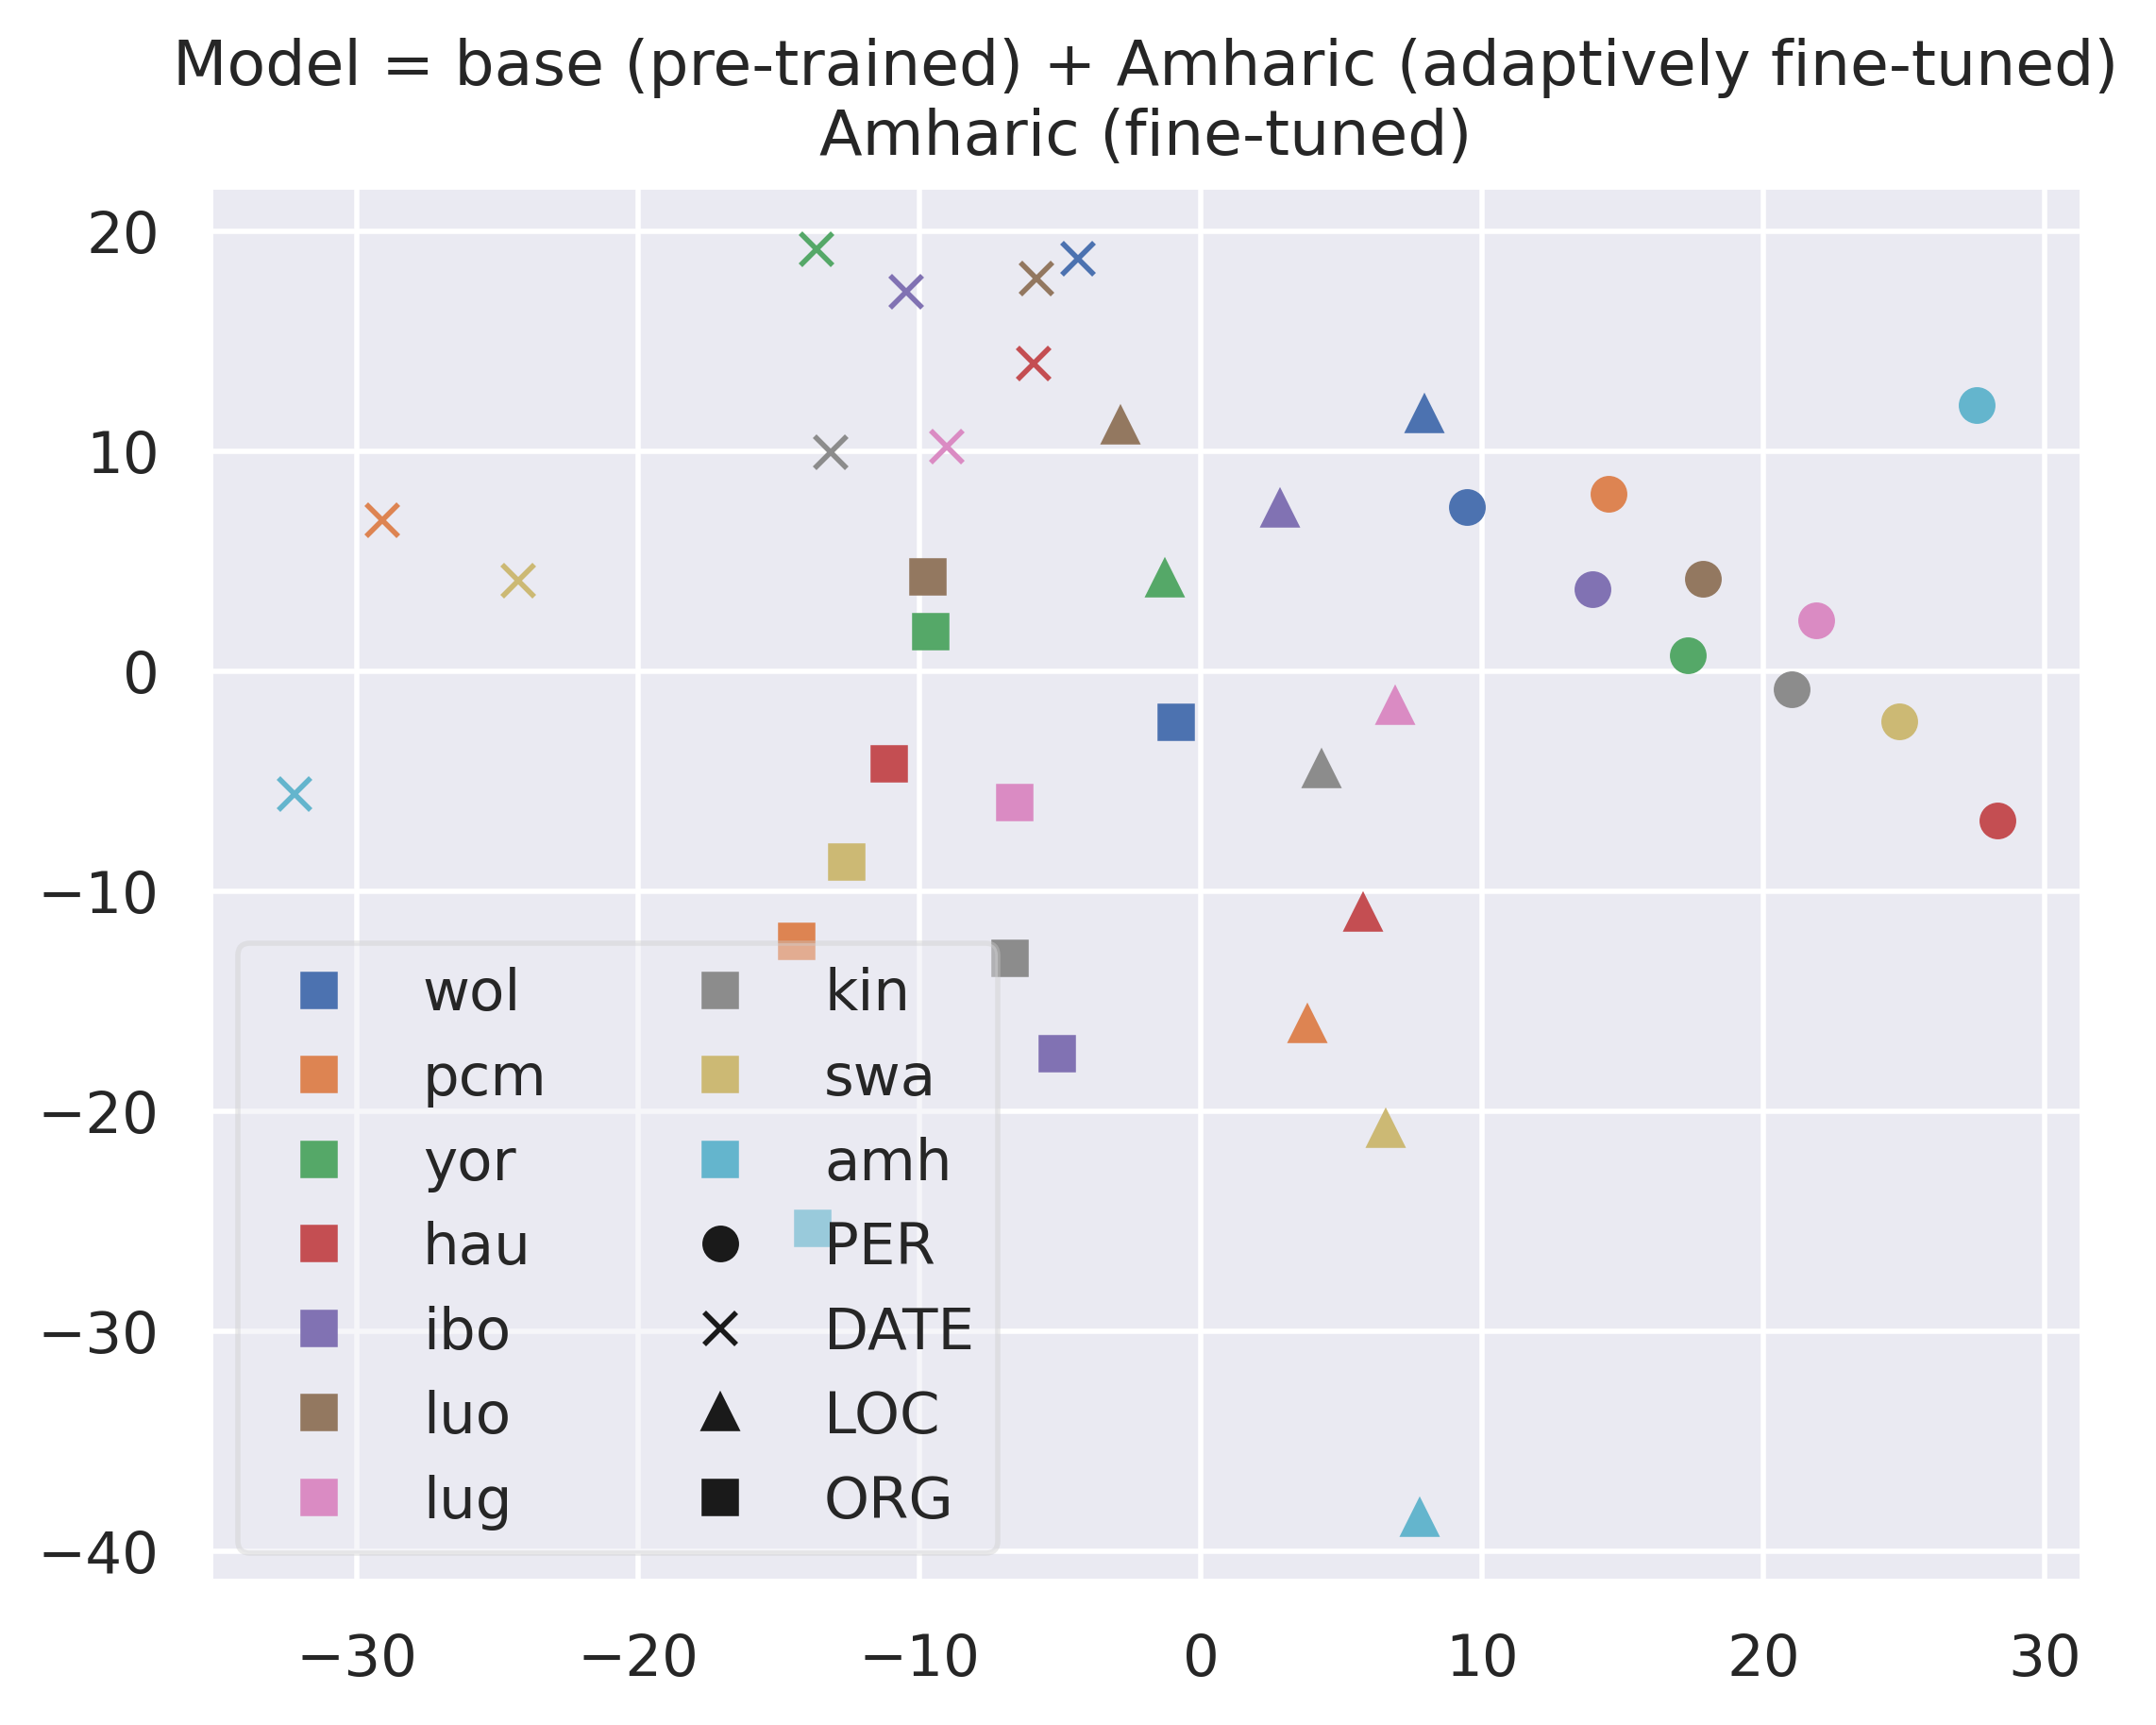 Model = base (pre-trained) + Amharic (adaptively fine-tuned)
Amharic (fine-tuned)
20
10
0
−10
−20
−30
−40
wol
pcm
yor
hau
ibo
luo
lug
kin
swa
amh
PER
DATE
LOC
ORG
−30 −20 −10 0 10 20 30